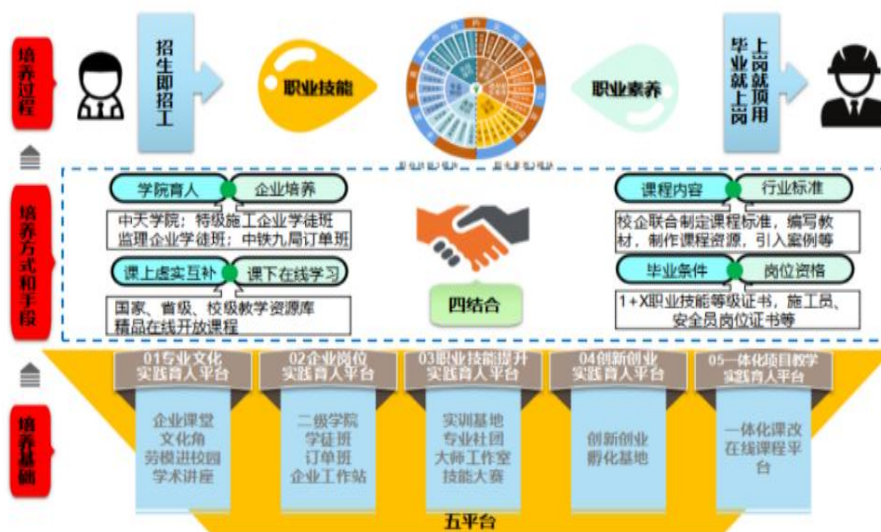 培养过程
招生即招工
职业技能
职业素养
毕业就上岗
上岗就顶用
培养方式和手段
学院育人
企业培养
中天学院；特级施工企业学徒班
监理企业学徒班；中铁九局订单班
课上虚实互补
课下在线学习
国家、省级、校级教学资源库
精品在线开放课程
四结合
课程内容
行业标准
校企联合制定课程标准，编写教
材，制作课程资源，引入案例等
毕业条件
岗位资格
1+X职业技能等级证书，施工员、
安全员岗位证书等
培养基础
01专业文化
实践育人平台
企业课堂
文化角
劳模进校园
学术讲座
02企业岗位
实践育人平台
二级学院
学徒班
订单班
企业工作站
03职业技能提升
实践育人平台
实训基地
专业社团
大师工作室
技能大赛
04创新创业
实践育人平台
创新创业
孵化基地
05一体化项目教学
实践育人平台
一体化课改
在线课程平
台
五平台